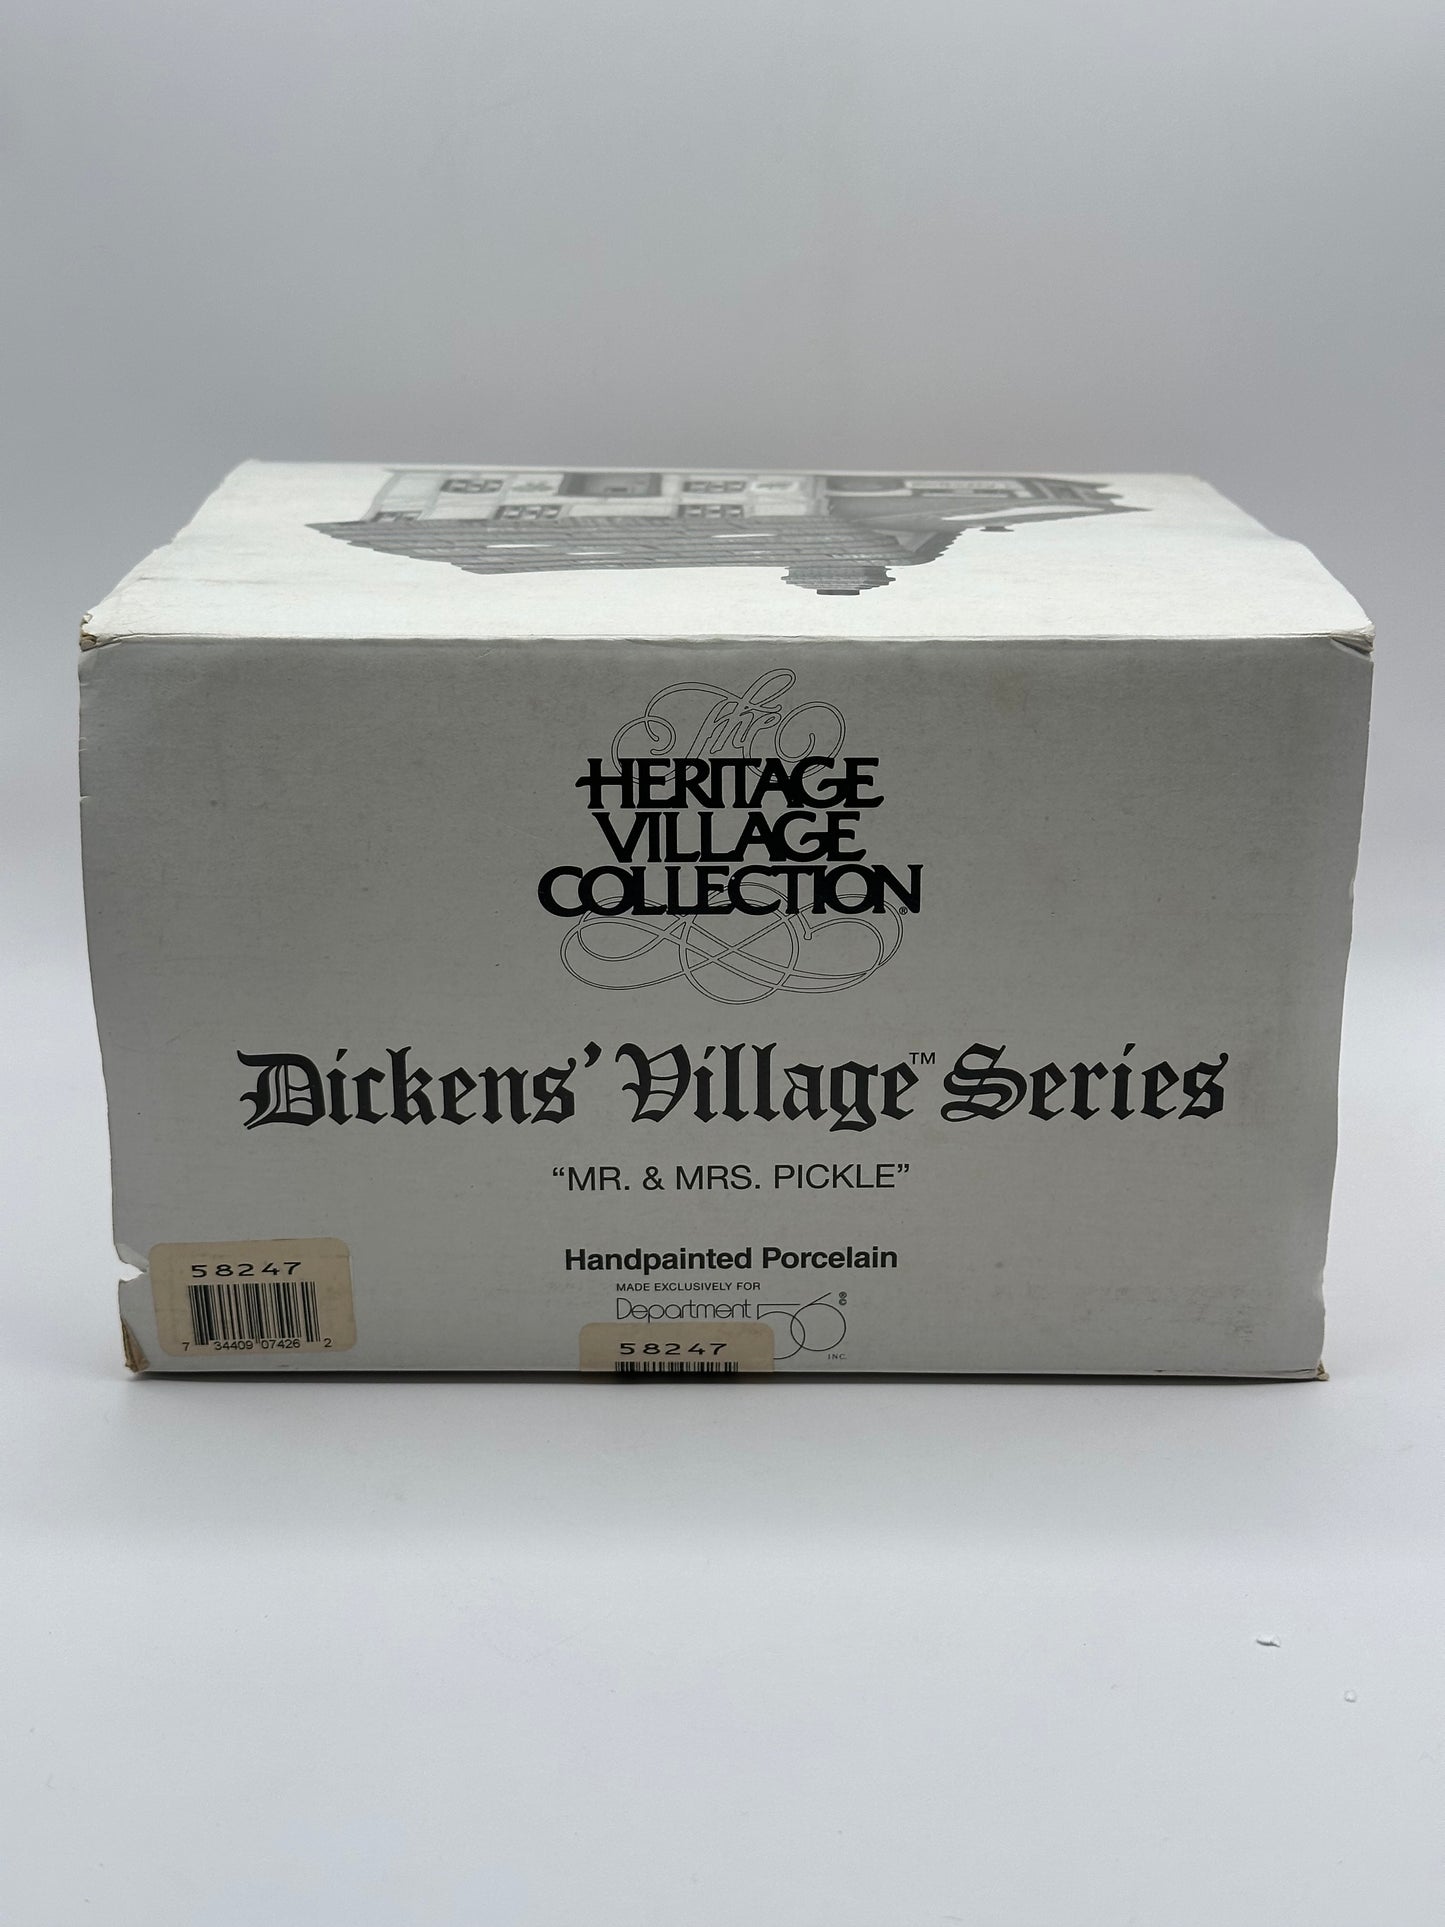 The
HERITAGE
VILLAGE
COLLECTION®
Dickens' Village™ Series
“MR. & MRS. PICKLE”
Handpainted Porcelain
MADE EXCLUSIVELY FOR
Department 56 ® ©
INC.
58247
7 34409 07426 2
58247